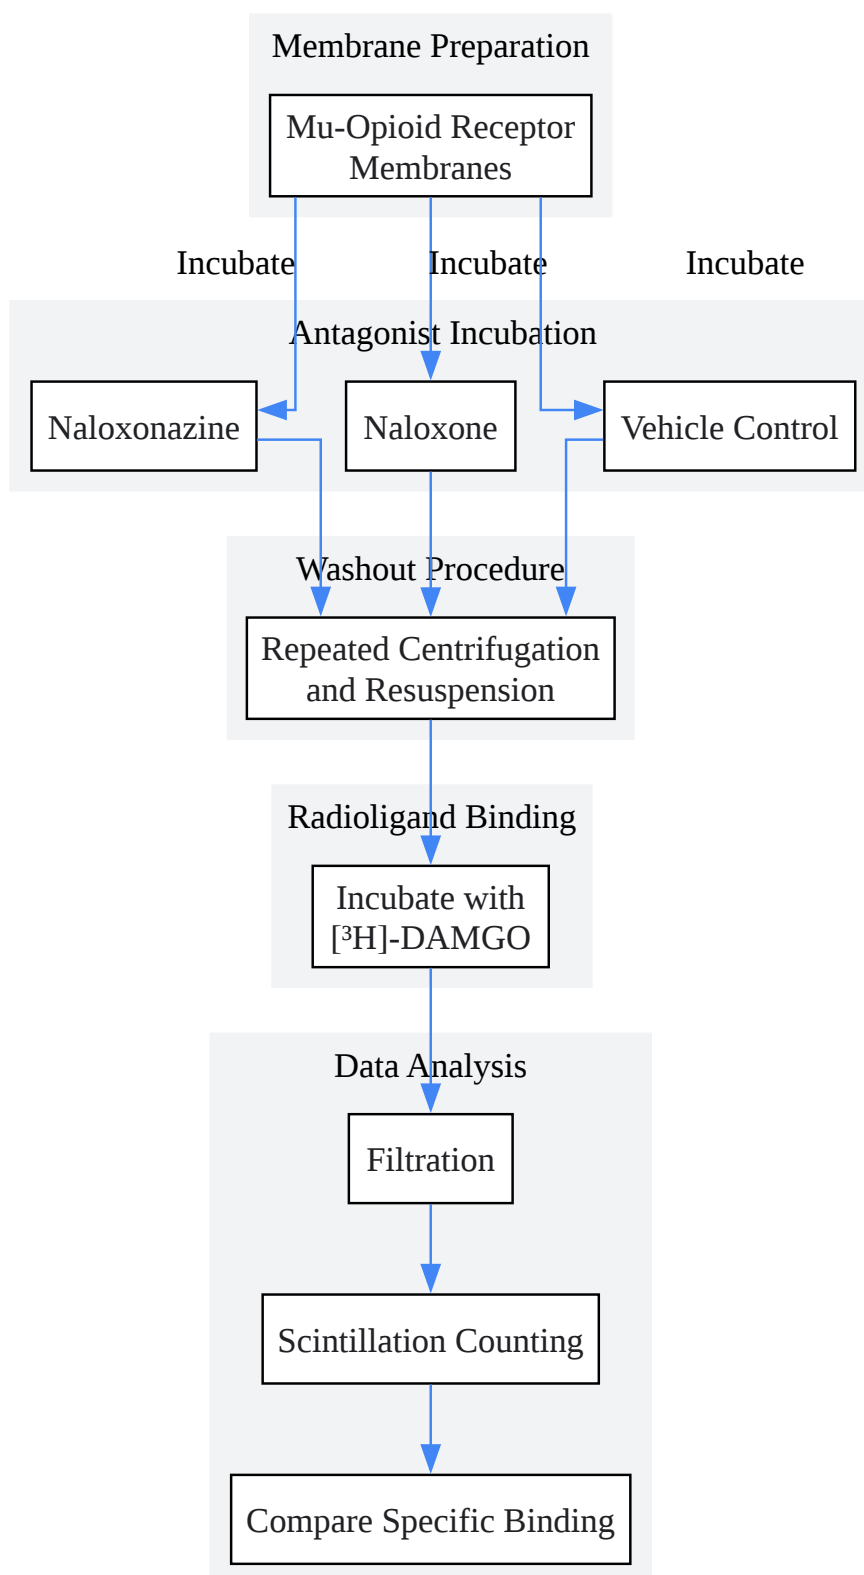 Membrane Preparation
Mu-Opioid Receptor
Membranes
Incubate Incubate Incubate
Antagonist Incubation
Naloxonazine
Naloxone
Vehicle Control
Washout Procedure
Repeated Centrifugation
and Resuspension
Radioligand Binding
Incubate with
[³H]-DAMGO
Data Analysis
Filtration
Scintillation Counting
Compare Specific Binding